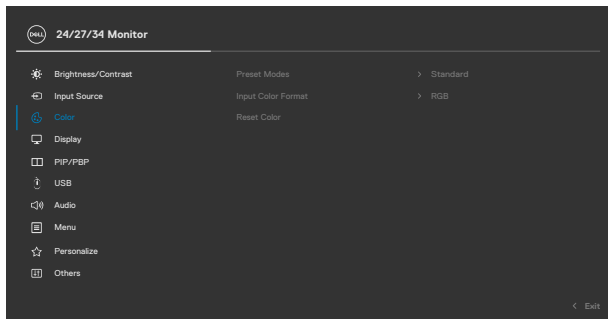 DELL 24/27/34 Monitor
Brightness/Contrast Preset Modes > Standard
Input Source Input Color Format > RGB
Color Reset Color
Display
PIP/PBP
USB
Audio
Menu
Personalize
Others
< Exit